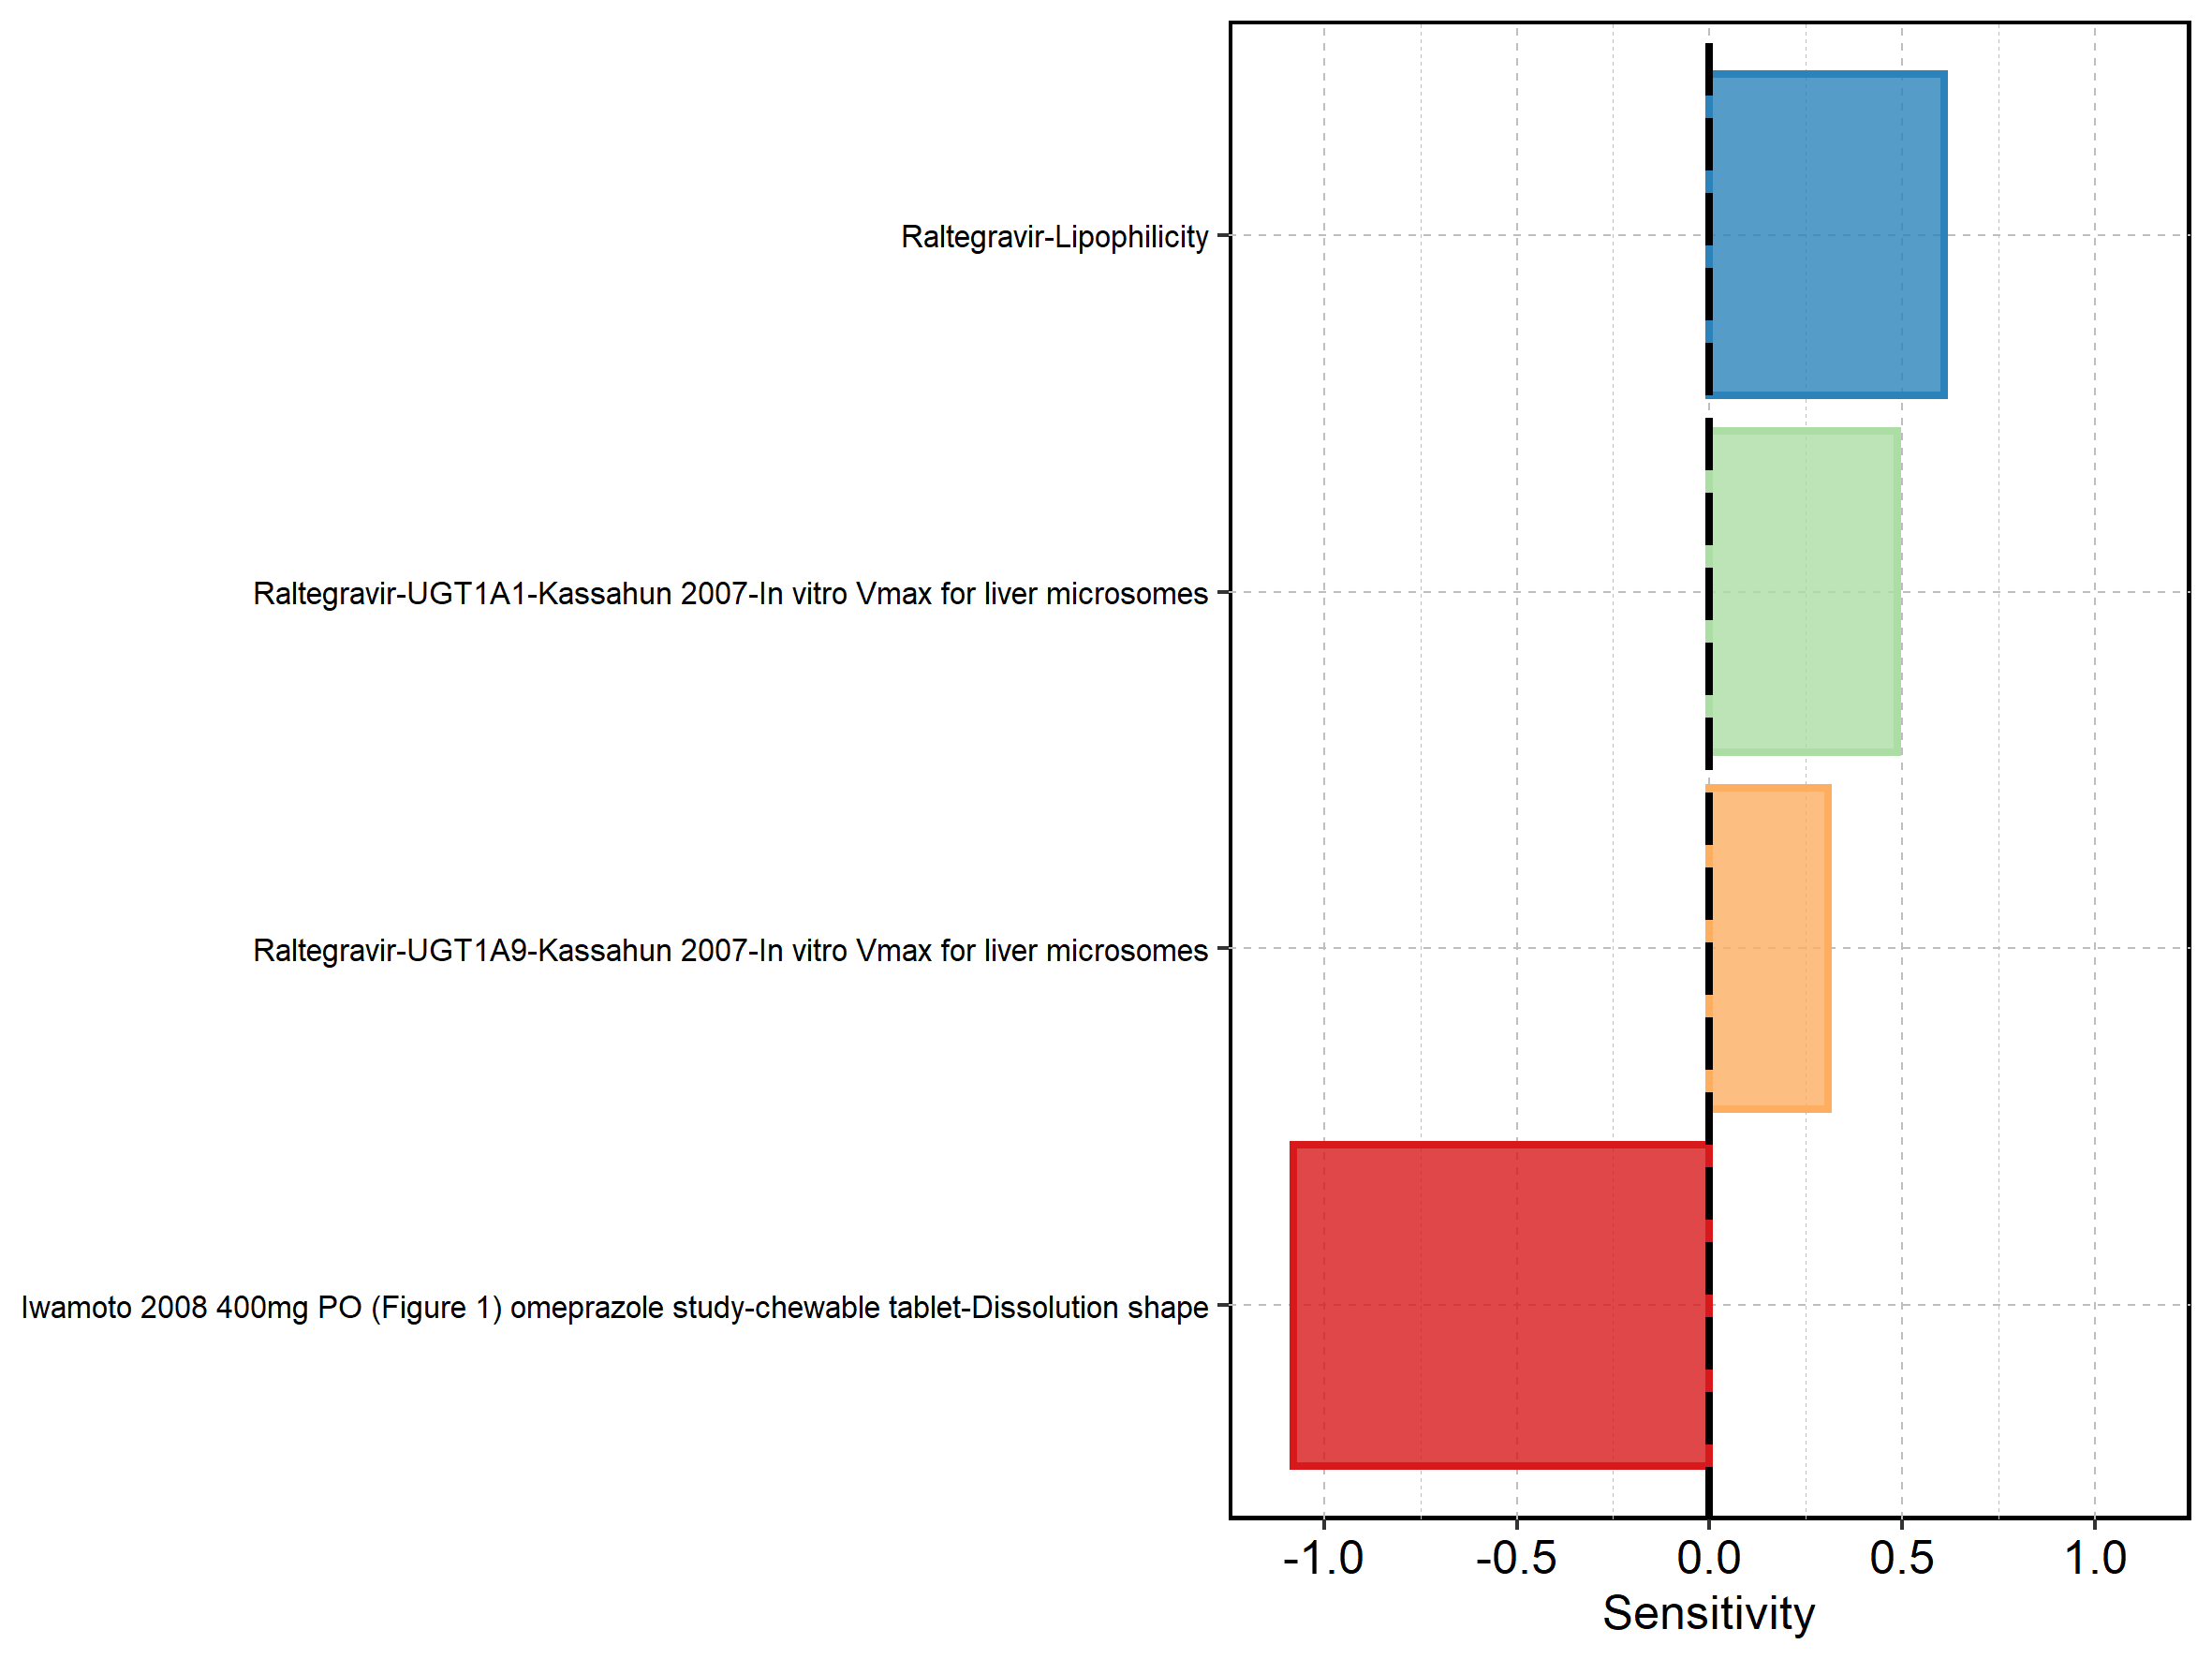 Raltegravir-Lipophilicity
Raltegravir-UGT1A1-Kassahun 2007-In vitro Vmax for liver microsomes
Raltegravir-UGT1A9-Kassahun 2007-In vitro Vmax for liver microsomes
Iwamoto 2008 400mg PO (Figure 1) omeprazole study-chewable tablet-Dissolution shape
-1.0 -0.5 0.0 0.5 1.0
Sensitivity